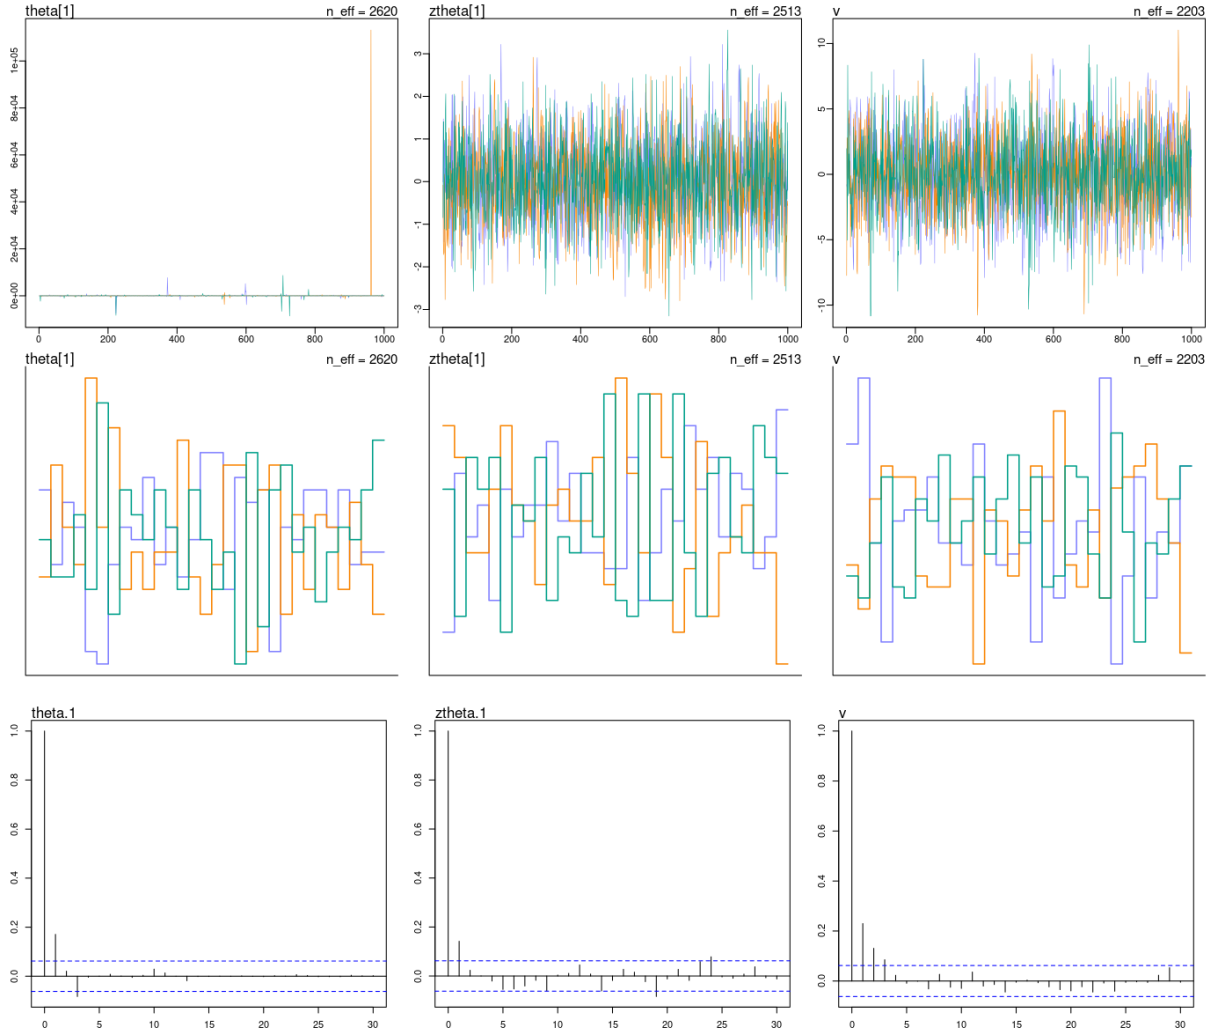 theta[1] n_eff = 2620
ztheta[1] n_eff = 2513
v n_eff = 2203
0e+00 2e+04 4e+04 6e+04 8e+04 1e+05
-3 -2 -1 0 1 2 3
-10 -5 0 5 10
0 200 400 600 800 1000
0 200 400 600 800 1000
0 200 400 600 800 1000
theta[1] n_eff = 2620
ztheta[1] n_eff = 2513
v n_eff = 2203
theta.1
ztheta.1
v
0.0 0.2 0.4 0.6 0.8 1.0
0.0 0.2 0.4 0.6 0.8 1.0
0.0 0.2 0.4 0.6 0.8 1.0
0 5 10 15 20 25 30
0 5 10 15 20 25 30
0 5 10 15 20 25 30